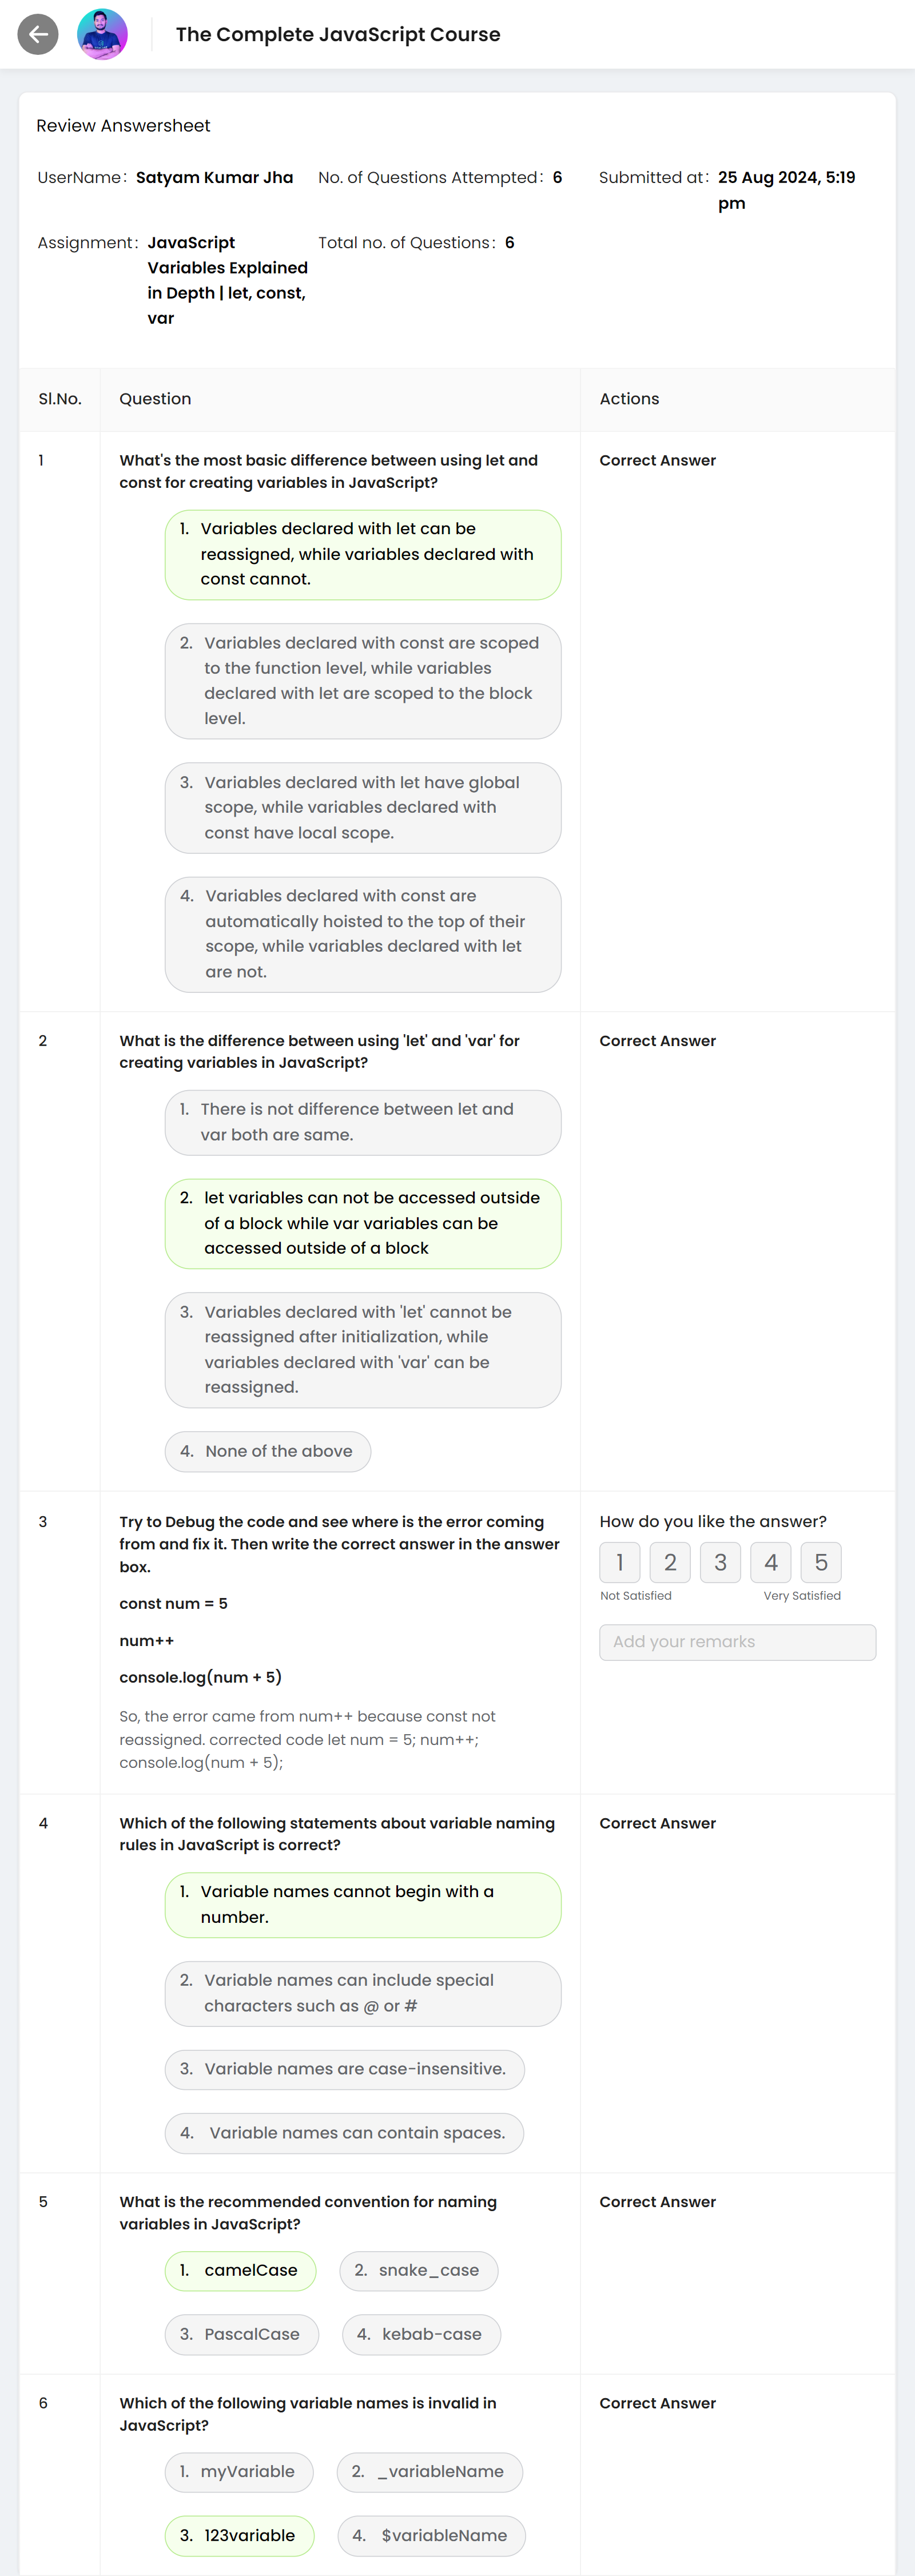 The Complete JavaScript Course
Review Answersheet
UserName: Satyam Kumar Jha
No. of Questions Attempted: 6
Submitted at: 25 Aug 2024, 5:19
pm
Assignment: JavaScript
Variables Explained
in Depth | let, const,
var
Total no. of Questions: 6
Sl.No. Question Actions
1
What's the most basic difference between using let and
const for creating variables in JavaScript?
Correct Answer
1. Variables declared with let can be
reassigned, while variables declared with
const cannot.
2. Variables declared with const are scoped
to the function level, while variables
declared with let are scoped to the block
level.
3. Variables declared with let have global
scope, while variables declared with
const have local scope.
4. Variables declared with const are
automatically hoisted to the top of their
scope, while variables declared with let
are not.
2
What is the difference between using 'let' and 'var' for
creating variables in JavaScript?
Correct Answer
1. There is not difference between let and
var both are same.
2. let variables can not be accessed outside
of a block while var variables can be
accessed outside of a block
3. Variables declared with 'let' cannot be
reassigned after initialization, while
variables declared with 'var' can be
reassigned.
4. None of the above
3
Try to Debug the code and see where is the error coming
from and fix it. Then write the correct answer in the answer
box.
const num = 5
num++
console.log(num + 5)
So, the error came from num++ because const not
reassigned. corrected code let num = 5; num++;
console.log(num + 5);
How do you like the answer?
1 2 3 4 5
Not Satisfied Very Satisfied
Add your remarks
4
Which of the following statements about variable naming
rules in JavaScript is correct?
Correct Answer
1. Variable names cannot begin with a
number.
2. Variable names can include special
characters such as @ or #
3. Variable names are case-insensitive.
4. Variable names can contain spaces.
5
What is the recommended convention for naming
variables in JavaScript?
Correct Answer
1. camelCase 2. snake_case
3. PascalCase 4. kebab-case
6
Which of the following variable names is invalid in
JavaScript?
Correct Answer
1. myVariable 2. _variableName
3. 123variable 4. $variableName